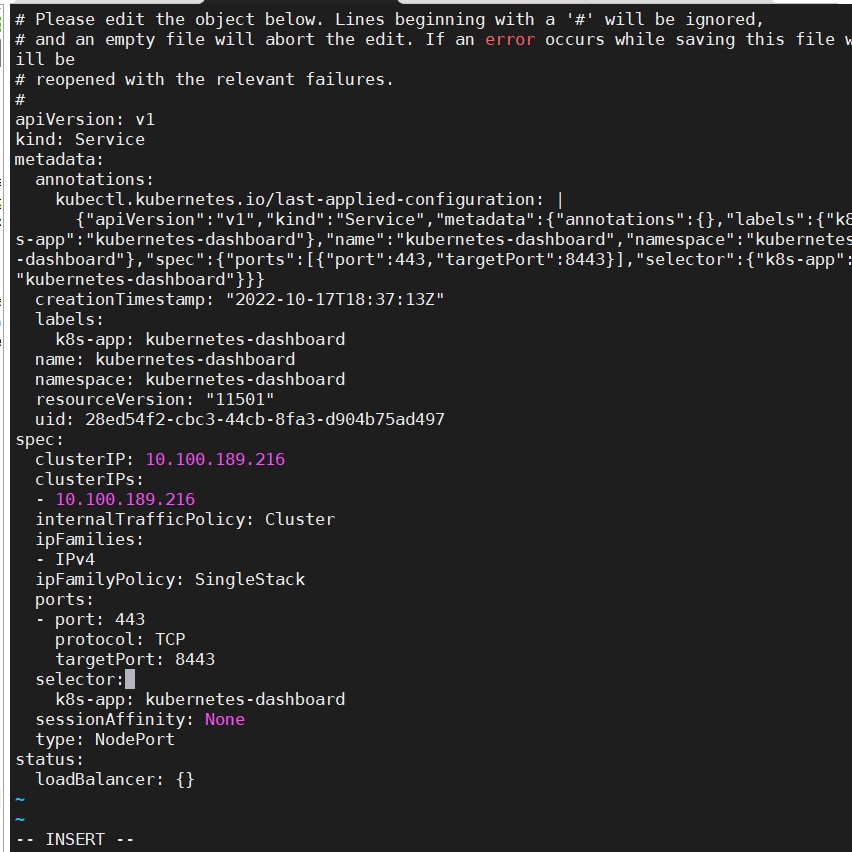 # Please edit the object below. Lines beginning with a '#' will be ignored,
# and an empty file will abort the edit. If an error occurs while saving this file w
ill be
# reopened with the relevant failures.
#
apiVersion: v1
kind: Service
metadata:
  annotations:
    kubectl.kubernetes.io/last-applied-configuration: |
      {"apiVersion":"v1","kind":"Service","metadata":{"annotations":{},"labels":{"k8
s-app":"kubernetes-dashboard"},"name":"kubernetes-dashboard","namespace":"kubernetes
-dashboard"},"spec":{"ports":[{"port":443,"targetPort":8443}],"selector":{"k8s-app":
"kubernetes-dashboard"}}}
  creationTimestamp: "2022-10-17T18:37:13Z"
  labels:
    k8s-app: kubernetes-dashboard
  name: kubernetes-dashboard
  namespace: kubernetes-dashboard
  resourceVersion: "11501"
  uid: 28ed54f2-cbc3-44cb-8fa3-d904b75ad497
spec:
  clusterIP: 10.100.189.216
  clusterIPs:
  - 10.100.189.216
  internalTrafficPolicy: Cluster
  ipFamilies:
  - IPv4
  ipFamilyPolicy: SingleStack
  ports:
  - port: 443
    protocol: TCP
    targetPort: 8443
  selector:
    k8s-app: kubernetes-dashboard
  sessionAffinity: None
  type: NodePort
status:
  loadBalancer: {}
~
~
-- INSERT --